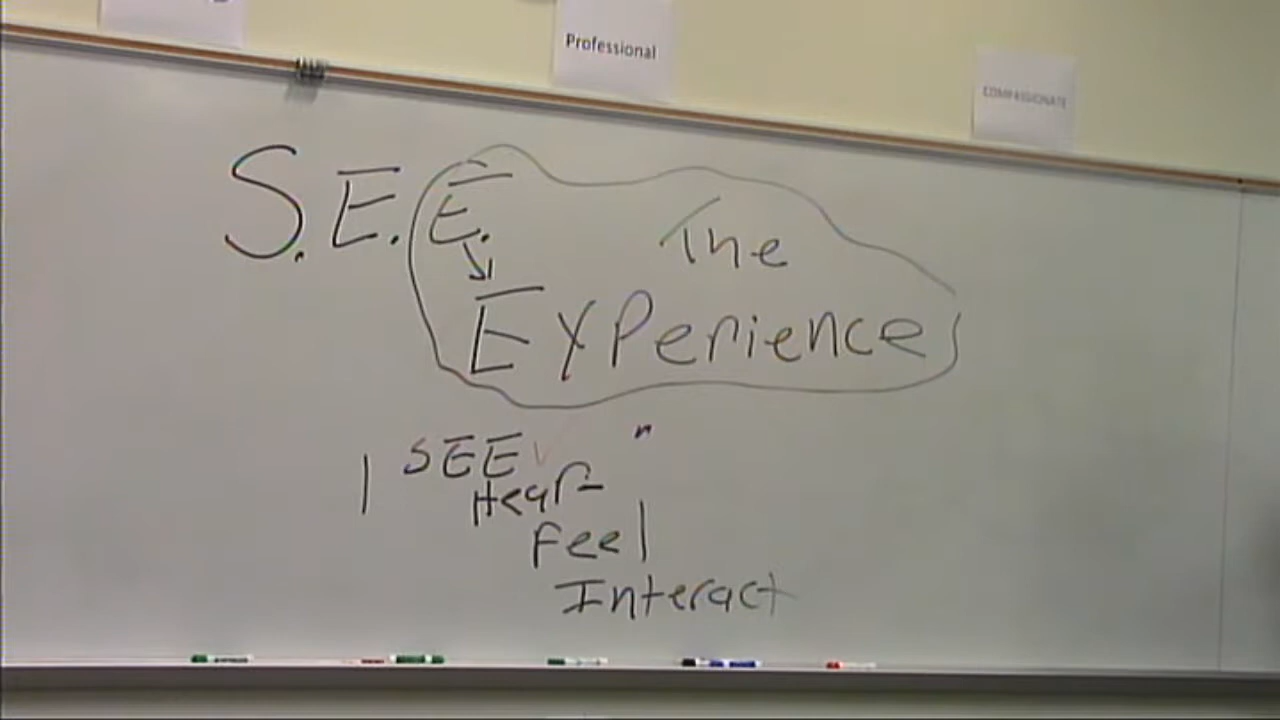 Professional
COMPASSIONATE
S.E.E. The
Experience
I SEE
Hear
Feel
Interact